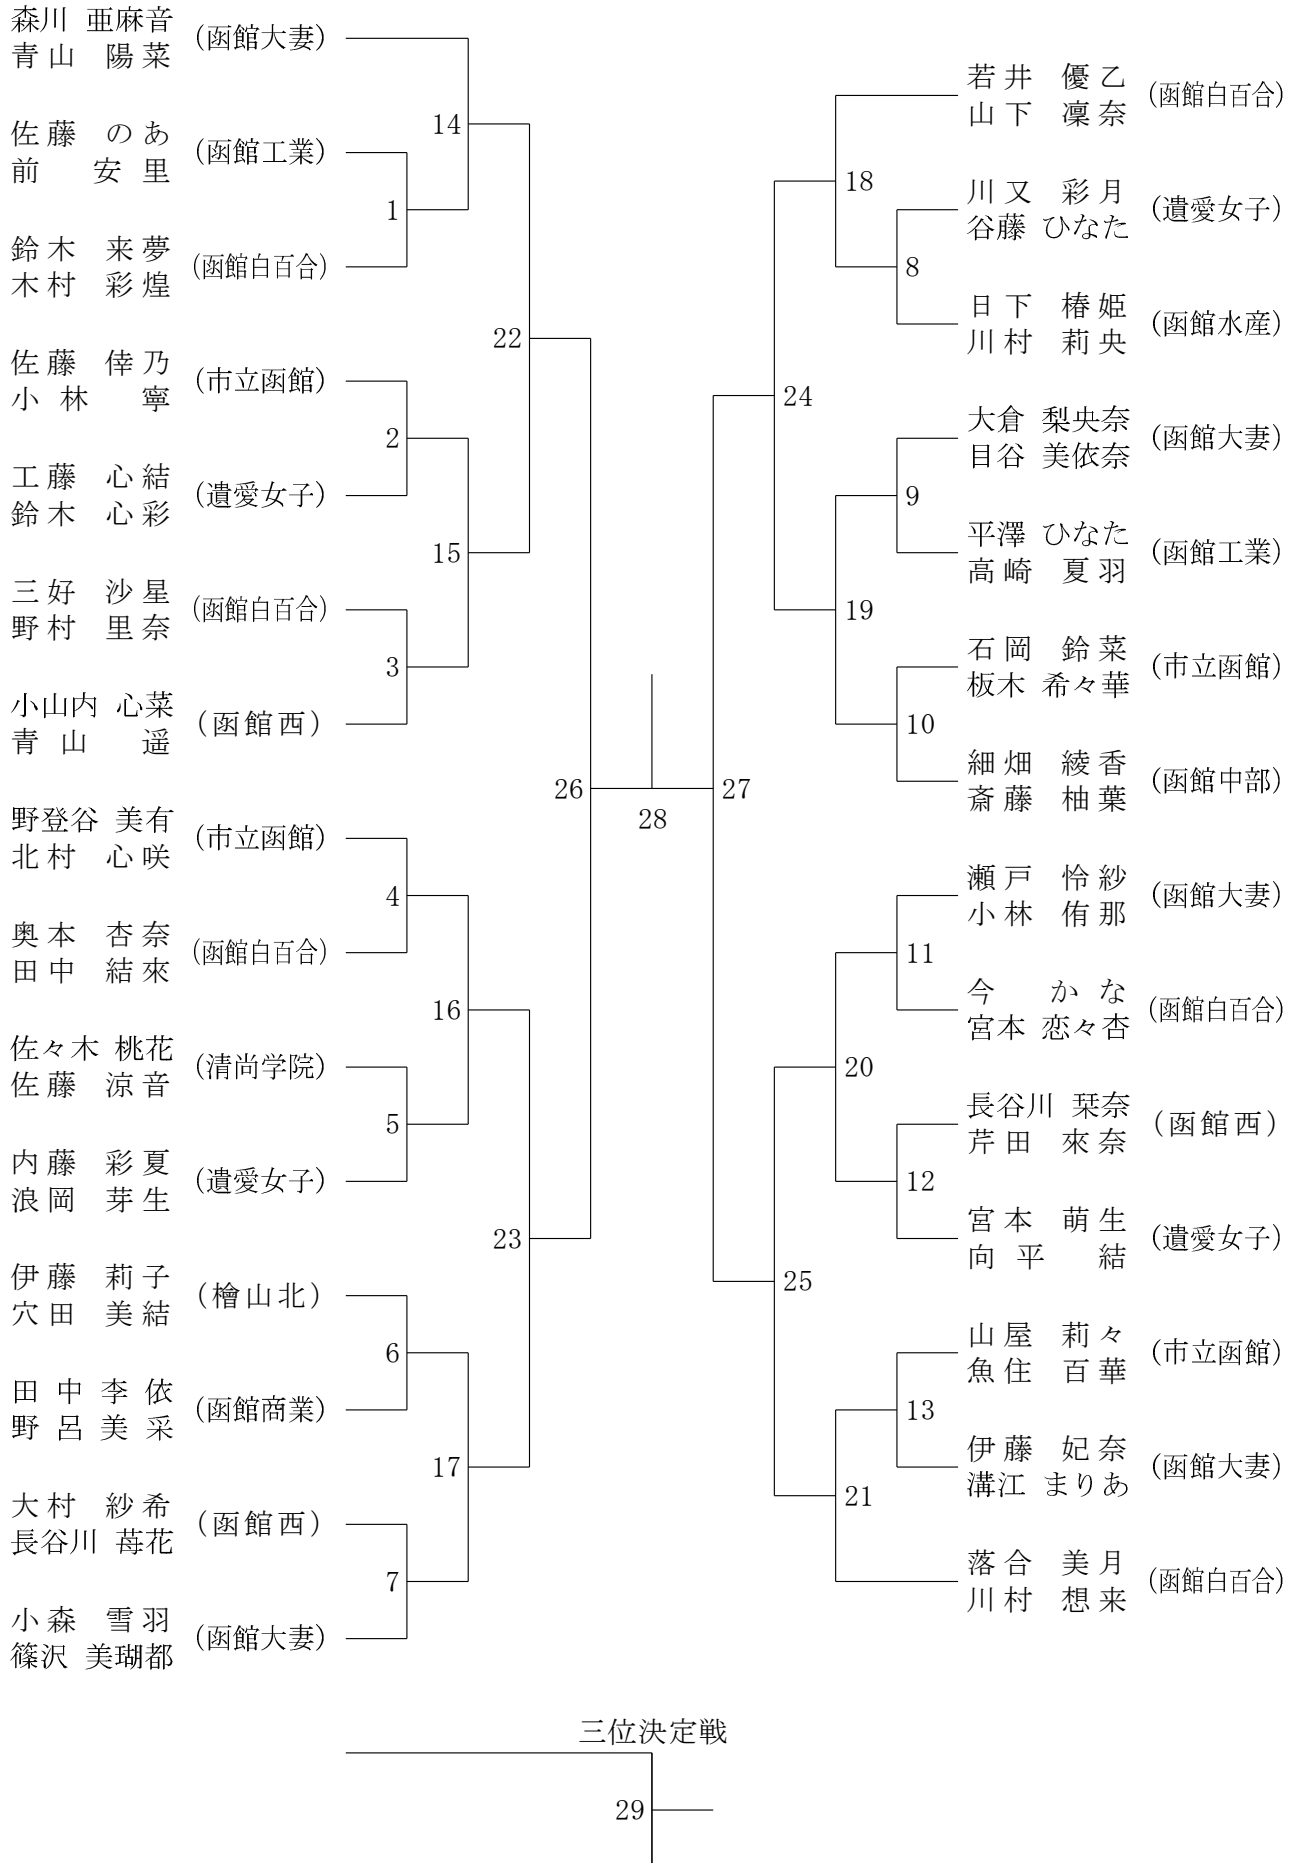 森川 亜麻音
青山 陽菜
(函館大妻)
佐藤 のあ
前 安里
(函館工業)
鈴木 来夢
木村 彩煌
(函館白百合)
佐藤 倖乃
小林 寧
(市立函館)
工藤 心結
鈴木 心彩
(遺愛女子)
三好 沙星
野村 里奈
(函館白百合)
小山内 心菜
青山 遥
(函館西)
野登谷 美有
北村 心咲
(市立函館)
奥本 杏奈
田中 結來
(函館白百合)
佐々木 桃花
佐藤 涼音
(清尚学院)
内藤 彩夏
浪岡 芽生
(遺愛女子)
伊藤 莉子
穴田 美結
(檜山北)
田中李依
野呂美采
(函館商業)
大村 紗希
長谷川 苺花
(函館西)
小森 雪羽
篠沢 美瑚都
(函館大妻)
1
2
3
4
5
6
7
14
15
16
17
22
23
26
28
27
24
25
18
19
20
21
8
9
10
11
12
13
若井 優乙
山下 凜奈
(函館白百合)
川又 彩月
谷藤 ひなた
(遺愛女子)
日下 椿姫
川村 莉央
(函館水産)
大倉 梨央奈
目谷 美依奈
(函館大妻)
平澤 ひなた
高崎 夏羽
(函館工業)
石岡 鈴菜
板木 希々華
(市立函館)
細畑 綾香
斎藤 柚葉
(函館中部)
瀬戸 怜紗
小林 侑那
(函館大妻)
今 かな
宮本 恋々杏
(函館白百合)
長谷川 栞奈
芹田 來奈
(函館西)
宮本 萌生
向平 結
(遺愛女子)
山屋 莉々
魚住 百華
(市立函館)
伊藤 妃奈
溝江 まりあ
(函館大妻)
落合 美月
川村 想来
(函館白百合)
三位決定戦
29